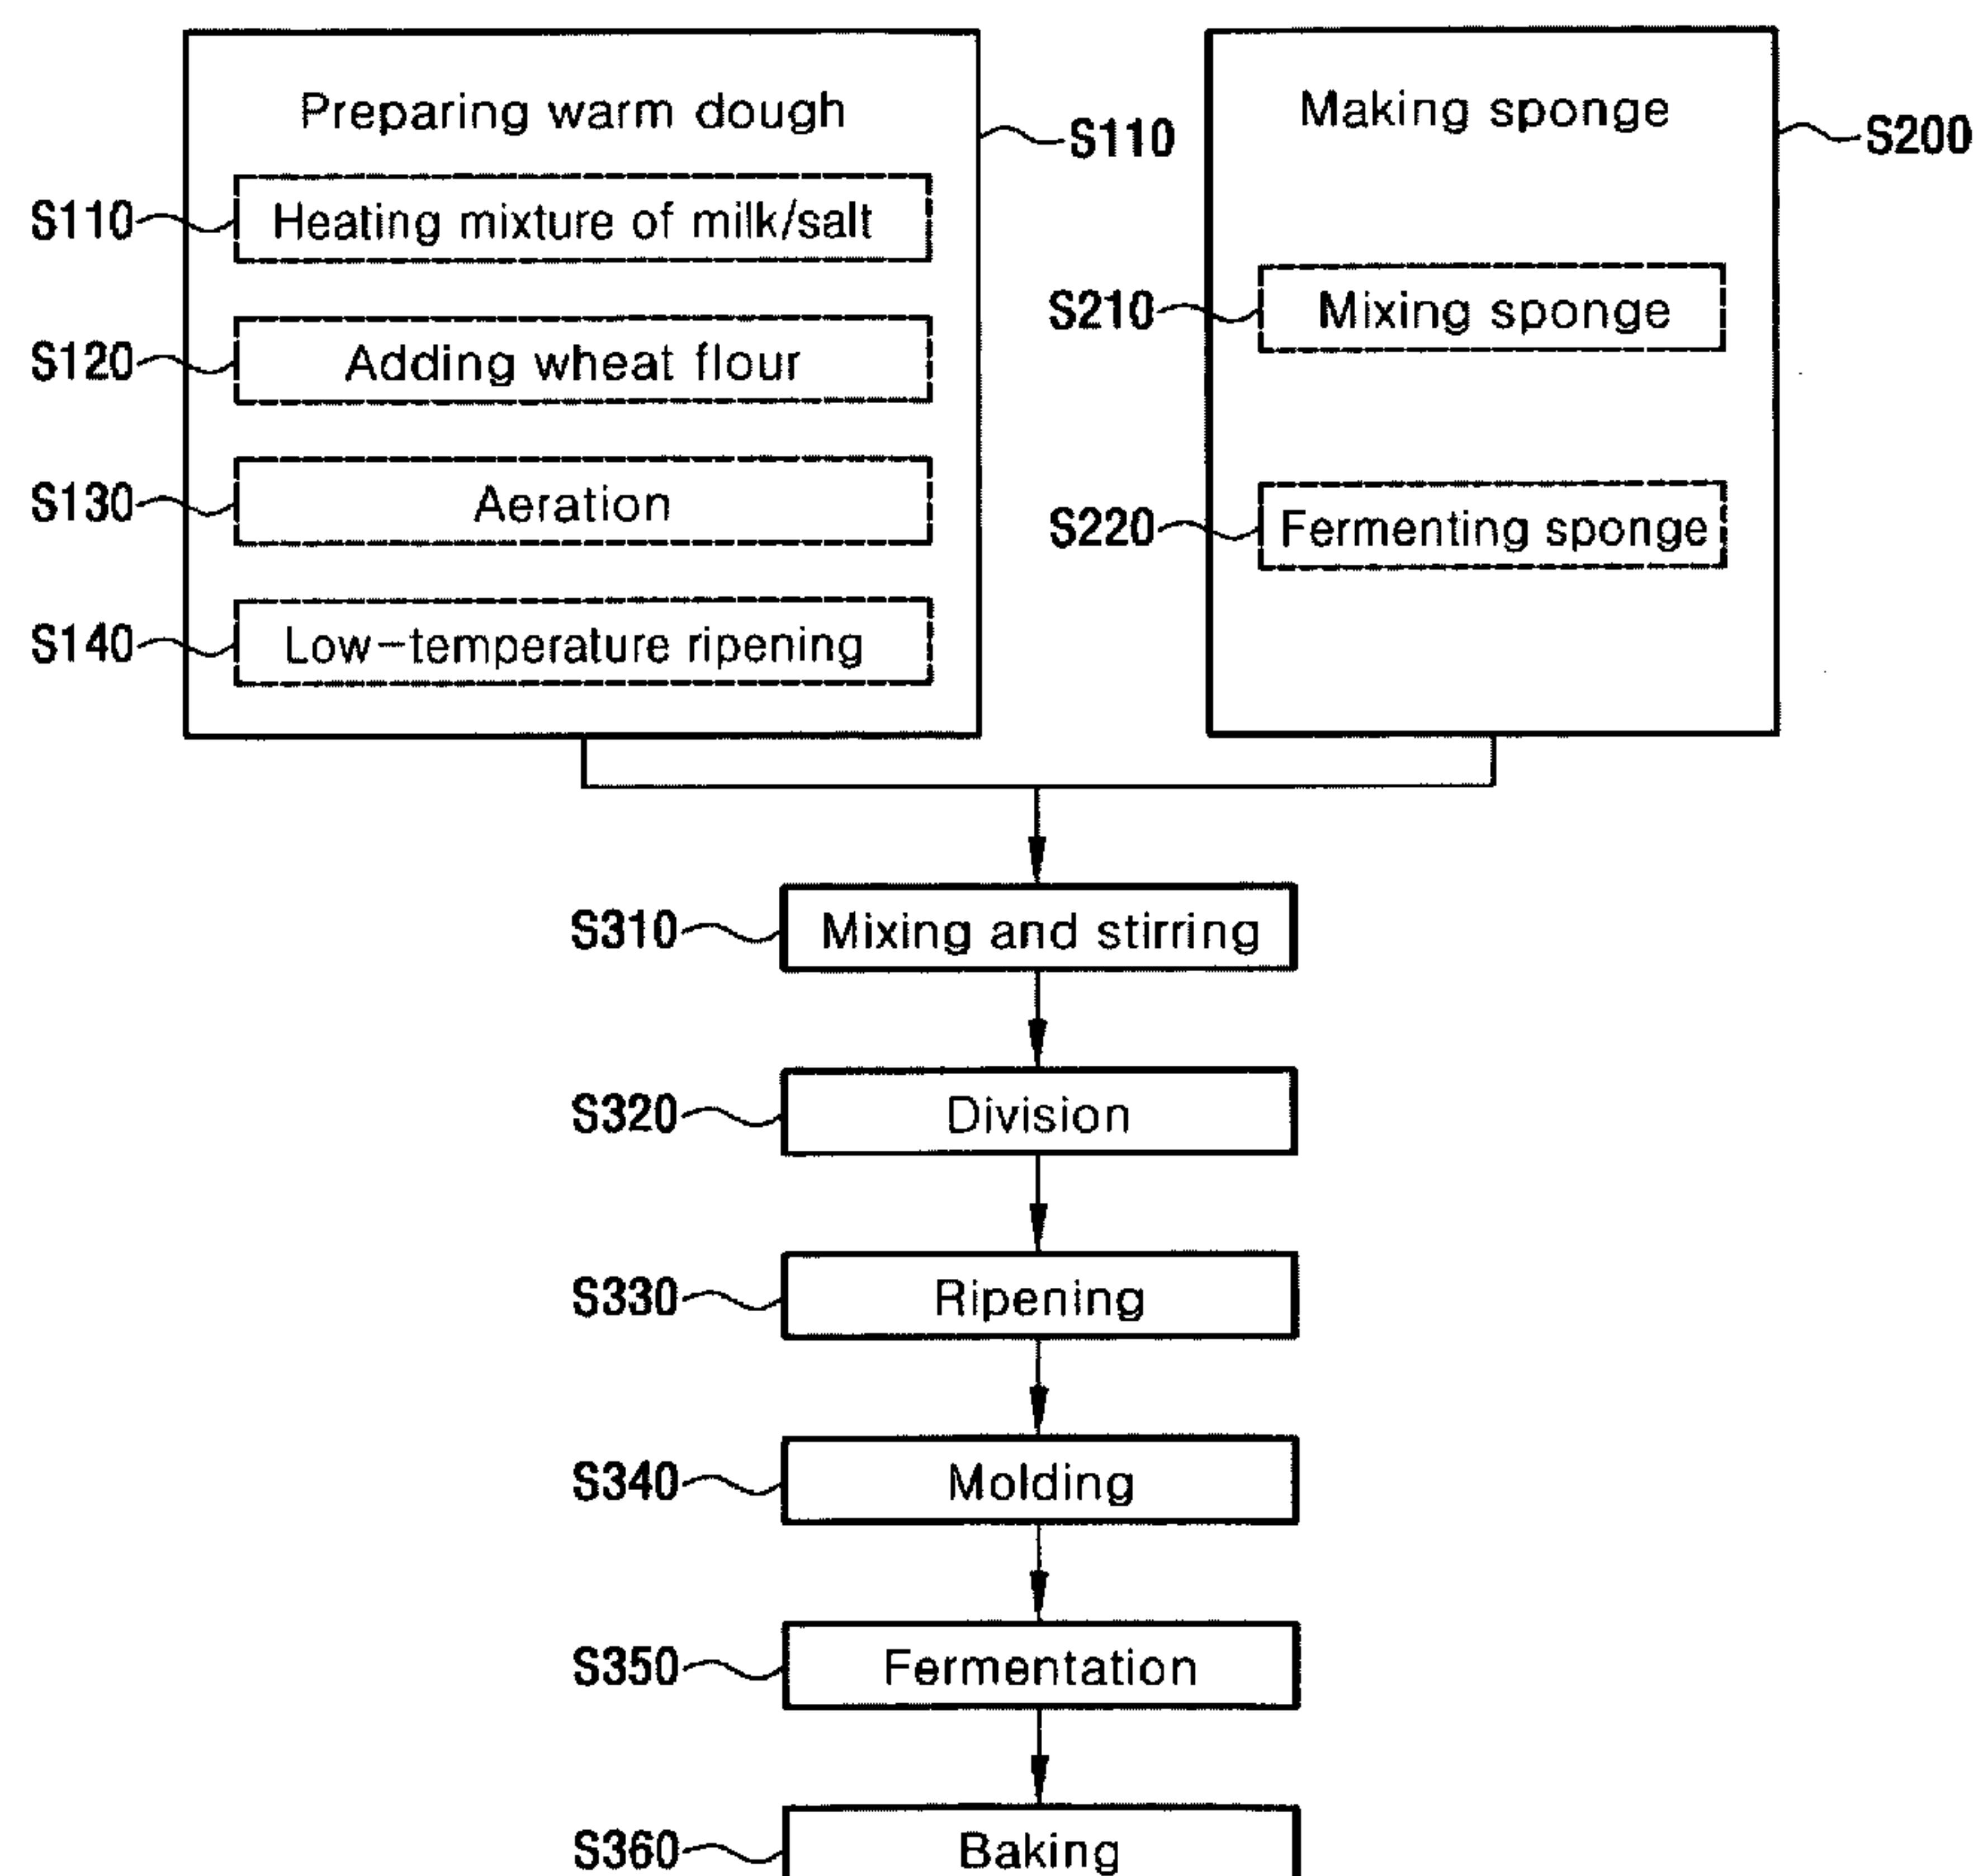 Preparing warm dough
S110
S110
Heating mixture of milk/salt
S120
Adding wheat flour
S130
Aeration
S140
Low-temperature ripening
Making sponge
S200
S210
Mixing sponge
S220
Fermenting sponge
S310
Mixing and stirring
S320
Division
S330
Ripening
S340
Molding
S350
Fermentation
S360
Baking